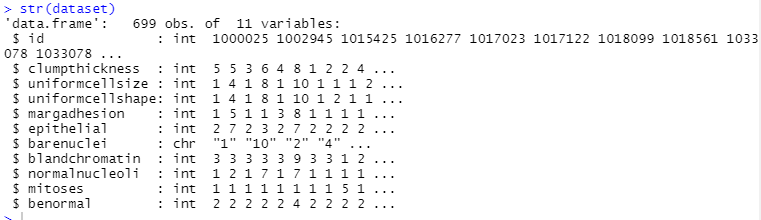 > str(dataset)
'data.frame':   699 obs. of  11 variables:
 $ id              : int  1000025 1002945 1015425 1016277 1017023 1017122 1018099 1018561 1033
078 1033078 ...
 $ clumpthickness  : int  5 5 3 6 4 8 1 2 2 4 ...
 $ uniformcellsize : int  1 4 1 8 1 10 1 1 1 2 ...
 $ uniformcellshape: int  1 4 1 8 1 10 1 2 1 1 ...
 $ margadhesion    : int  1 5 1 1 3 8 1 1 1 1 ...
 $ epithelial      : int  2 7 2 3 2 7 2 2 2 2 ...
 $ barenuclei      : chr  "1" "10" "2" "4" ...
 $ blandchromatin  : int  3 3 3 3 3 9 3 3 1 2 ...
 $ normalnucleoli  : int  1 2 1 7 1 7 1 1 1 1 ...
 $ mitoses         : int  1 1 1 1 1 1 1 1 5 1 ...
 $ benormal        : int  2 2 2 2 2 4 2 2 2 2 ...
>